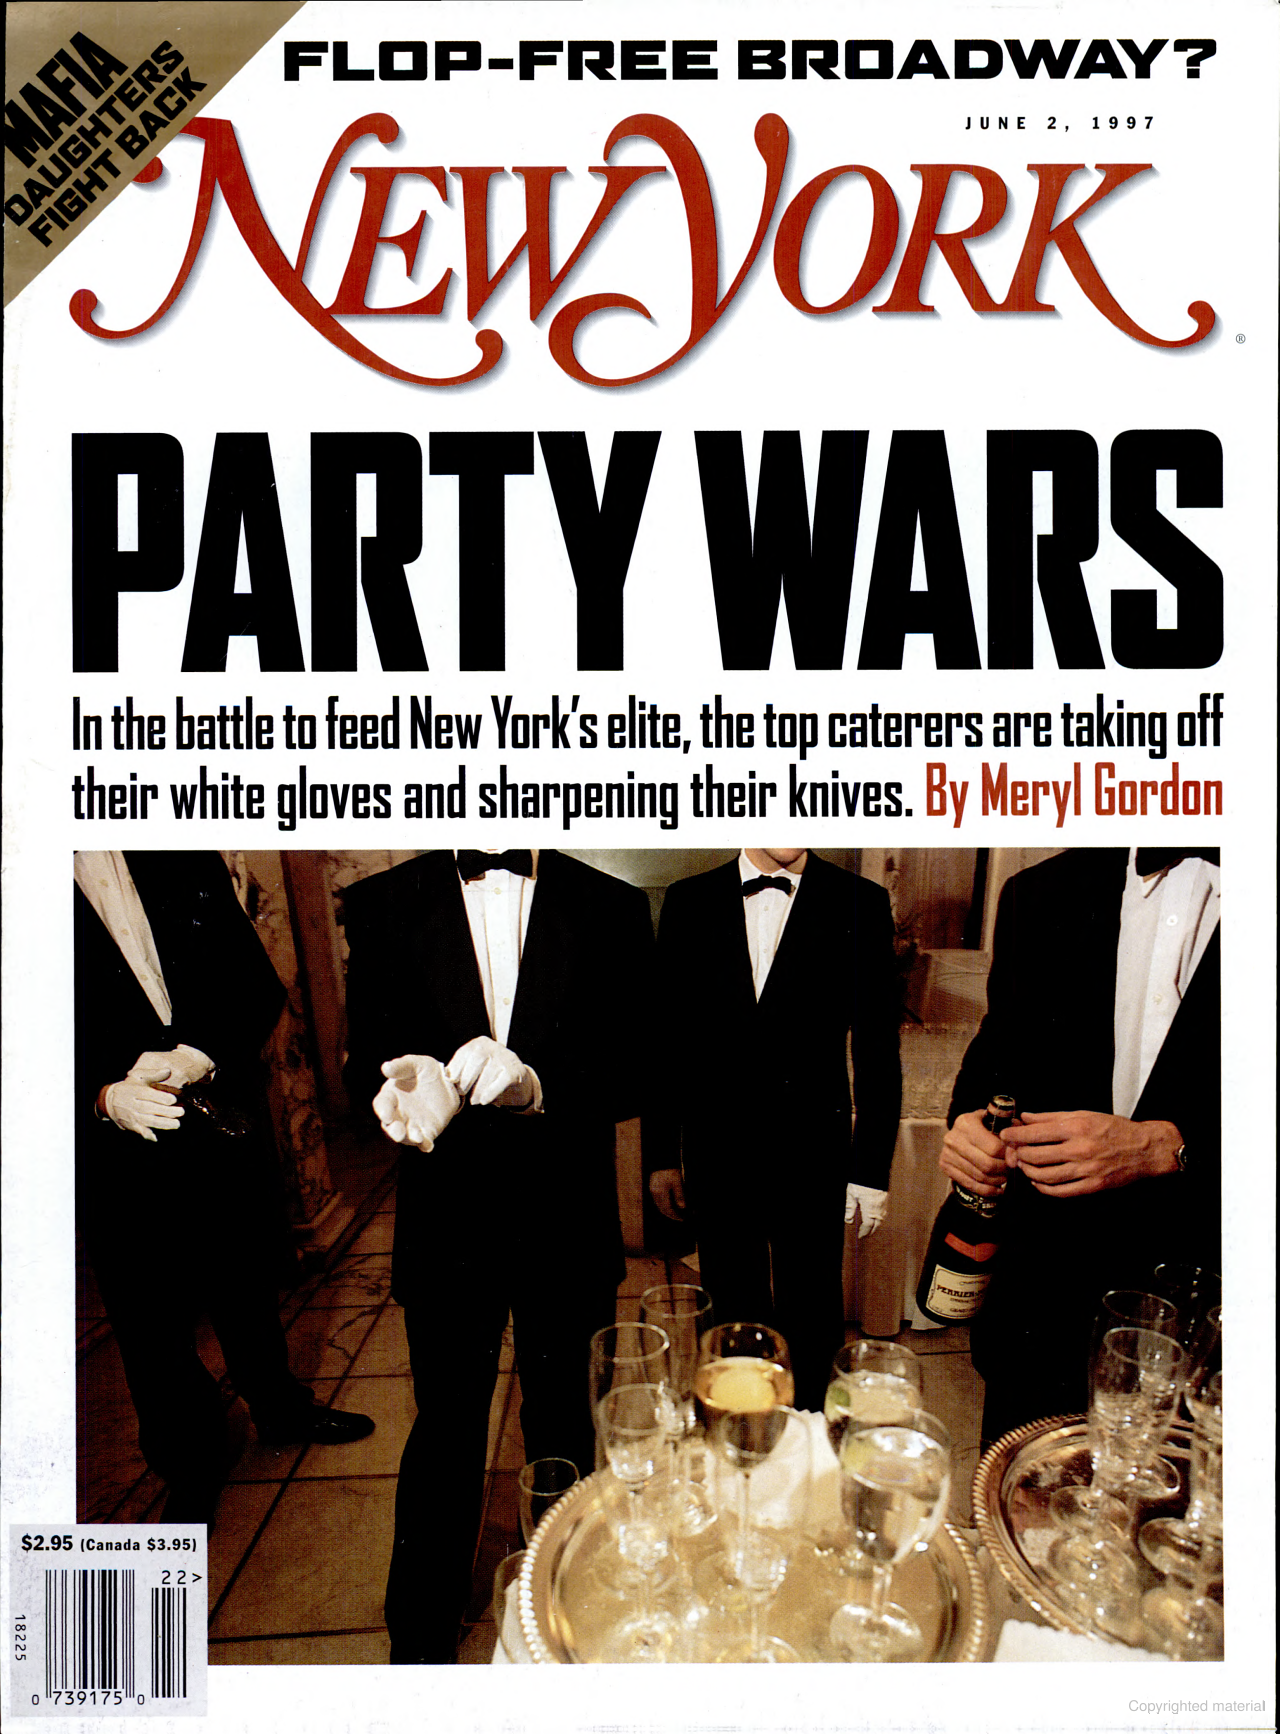 MAFIA
DAUGHTERS
FIGHT BACK
FLOP-FREE BROADWAY?
JUNE 2, 1997
NEW YORK
®
PARTY WARS
In the battle to feed New York's elite, the top caterers are taking off
their white gloves and sharpening their knives. By Meryl Gordon
PERRIER
$2.95 (Canada $3.95)
22>
18225
0 739175 0
Copyrighted material